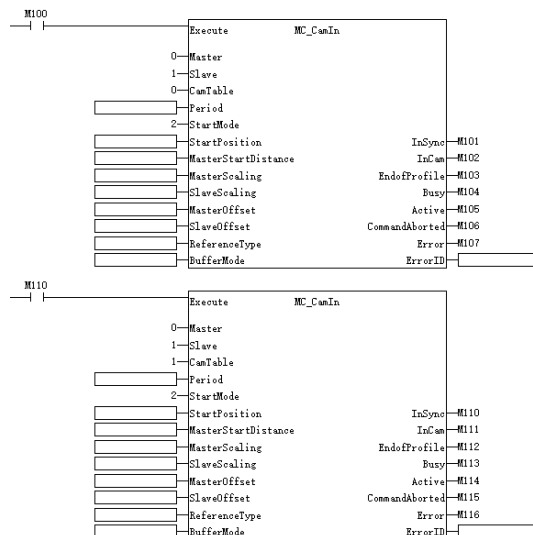 M100
Execute MC_CamIn
0 Master
1 Slave
0 CamTable
Period
2 StartMode
StartPosition InSync M101
MasterStartDistance InCam M102
MasterScaling EndofProfile M103
SlaveScaling Busy M104
MasterOffset Active M105
SlaveOffset CommandAborted M106
ReferenceType Error M107
BufferMode ErrorID
M110
Execute MC_CamIn
0 Master
1 Slave
1 CamTable
Period
2 StartMode
StartPosition InSync M110
MasterStartDistance InCam M111
MasterScaling EndofProfile M112
SlaveScaling Busy M113
MasterOffset Active M114
SlaveOffset CommandAborted M115
ReferenceType Error M116
BufferMode ErrorID